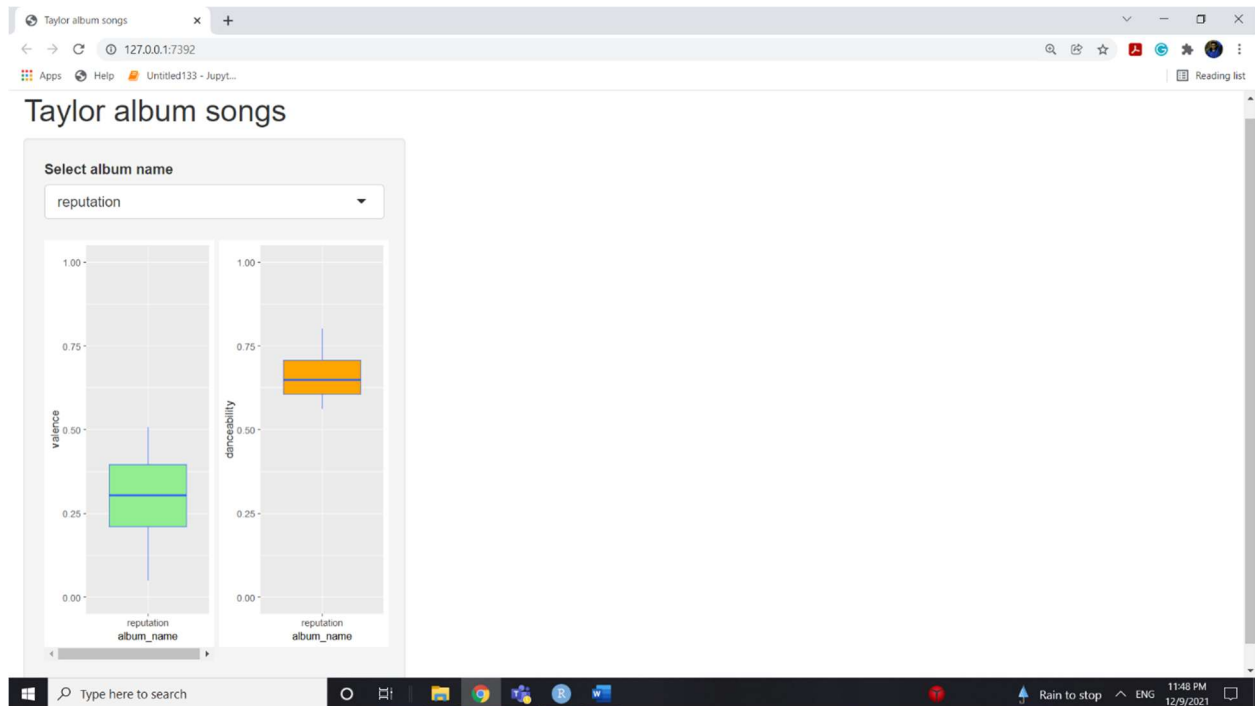 Taylor album songs
127.0.0.1:7392
Apps Help Untitled133 - Jupyt...
Reading list
Taylor album songs
Select album name
reputation
1.00
0.75
0.50
0.25
0.00
valence
reputation
album_name
1.00
0.75
0.50
0.25
0.00
danceability
reputation
album_name
Type here to search
Rain to stop
ENG
11:48 PM
12/9/2021